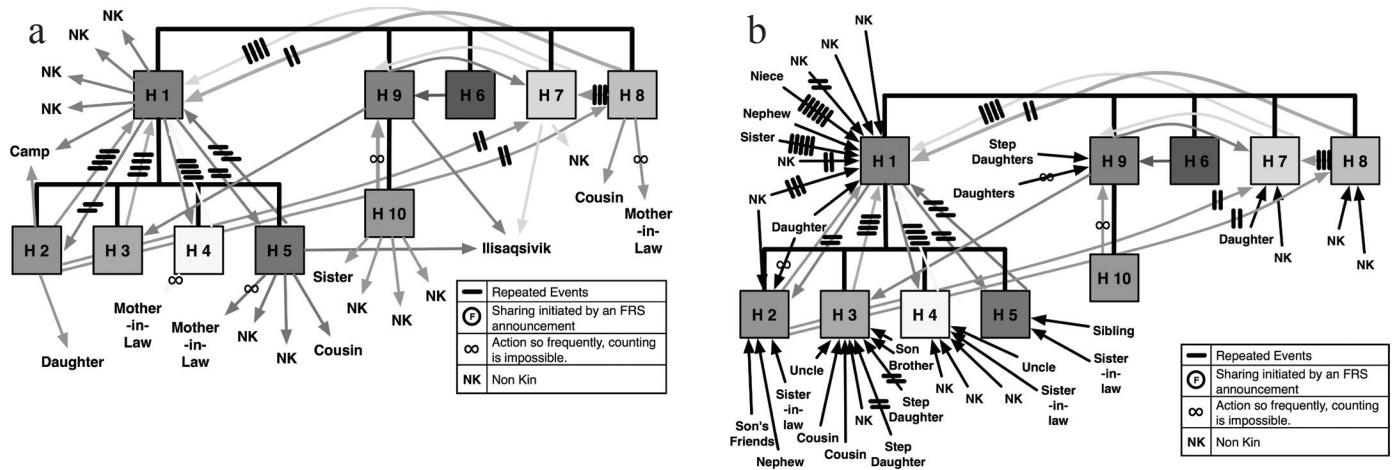 a
NK
NK
NK
NK
H 1
H 9
H 6
H 7
H 8
Camp
∞
NK
Cousin
∞
Mother
-in-
Law
H 10
H 2
H 3
H 4
H 5
Ilisaqsivik
Sister
NK
NK
NK
NK
∞
Mother
-in-
Law
∞
Mother
-in-
Law
NK
NK
Cousin
Daughter
Repeated Events
F Sharing initiated by an FRS
announcement
∞ Action so frequently, counting
is impossible.
NK Non Kin
b
NK
NK
NK
Niece
Nephew
Nephew
Sister
NK
NK
NK
H 1
Step
Daughters
Daughters
∞
H 9
H 6
H 7
H 8
Daughter
∞
∞
H 10
Daughter
NK
NK
NK
H 2
H 3
H 4
H 5
Sibling
Sister
-in-
law
Uncle
Son
Brother
Step
Daughter
NK
NK
NK
Uncle
Sister
-in-
law
Sister
-in-
law
Son's
Friends
Nephew
Cousin
Cousin
NK
Step
Daughter
Repeated Events
F Sharing initiated by an FRS
announcement
∞ Action so frequently, counting
is impossible.
NK Non Kin